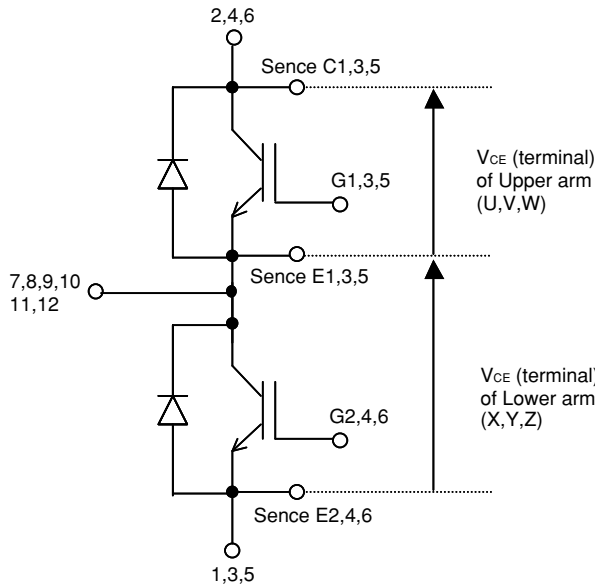 2,4,6
Sence C1,3,5
VCE (terminal)
of Upper arm
(U,V,W)
G1,3,5
Sence E1,3,5
7,8,9,10
11,12
VCE (terminal)
of Lower arm
(X,Y,Z)
G2,4,6
Sence E2,4,6
1,3,5